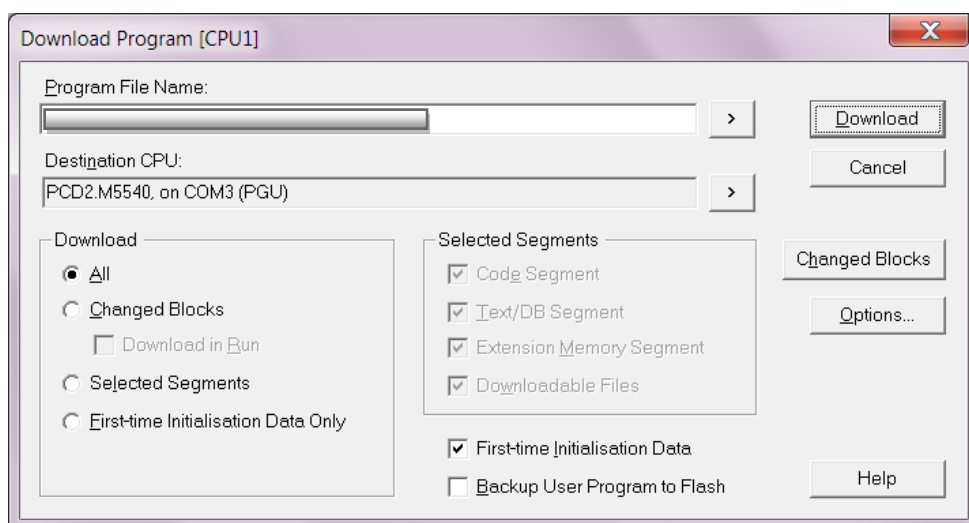 Download Program [CPU1]
Program File Name:
>
Download
Destination CPU:
Cancel
PCD2.M5540, on COM3 (PGU)
>
Download
All
Changed Blocks
Download in Run
Selected Segments
First-time Initialisation Data Only
Selected Segments
Code Segment
Text/DB Segment
Extension Memory Segment
Downloadable Files
First-time Initialisation Data
Backup User Program to Flash
Changed Blocks
Options...
Help